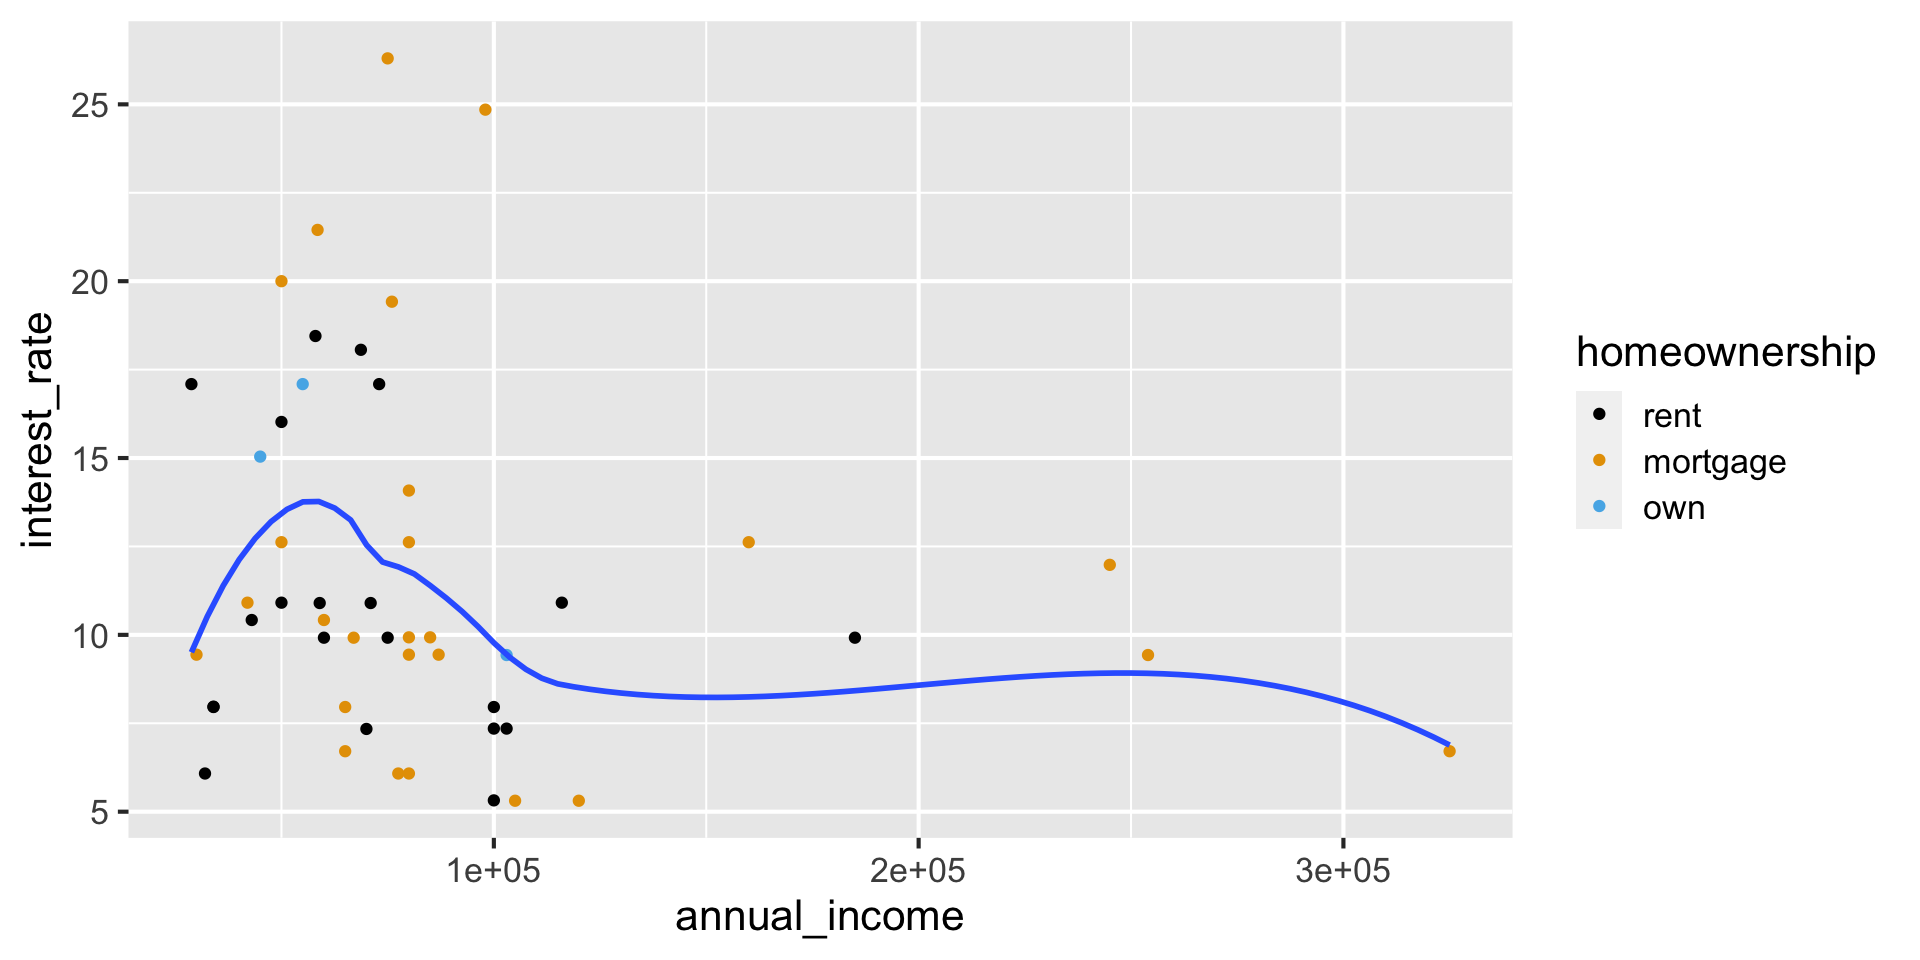 25
20
15
10
5
interest_rate
1e+05
2e+05
3e+05
annual_income
homeownership
rent
mortgage
own